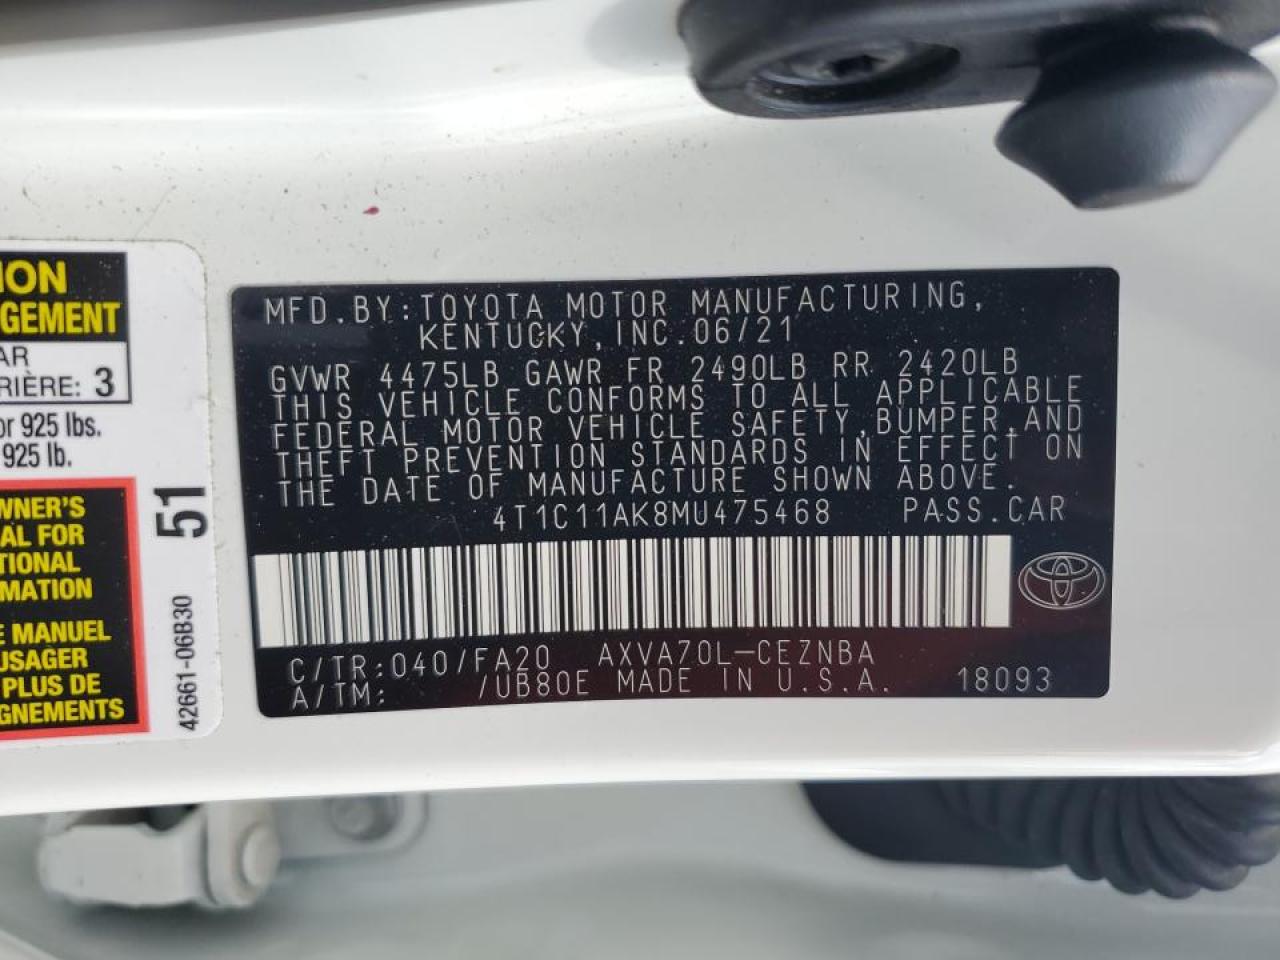 MFD.BY:TOYOTA MOTOR MANUFACTURING,
KENTUCKY, INC. 06/21
GVWR 4475LB GAWR FR 2490LB RR 2420LB
THIS VEHICLE CONFORMS TO ALL APPLICABLE
FEDERAL MOTOR VEHICLE SAFETY, BUMPER, AND
THEFT PREVENTION STANDARDS IN EFFECT ON
THE DATE OF MANUFACTURE SHOWN ABOVE.
4T1C11AK8MU475468 PASS.CAR
C/TR:040/FA20 AXVA70L-CEZNBA
A/TM: /UB80E MADE IN U.S.A. 18093
ION
GEMENT
AR
RIÈRE: 3
or 925 lbs.
925 lb.
WNER'S
AL FOR
TIONAL
MATION
E MANUEL
USAGER
PLUS DE
GNEMENTS
51
42661-06B30